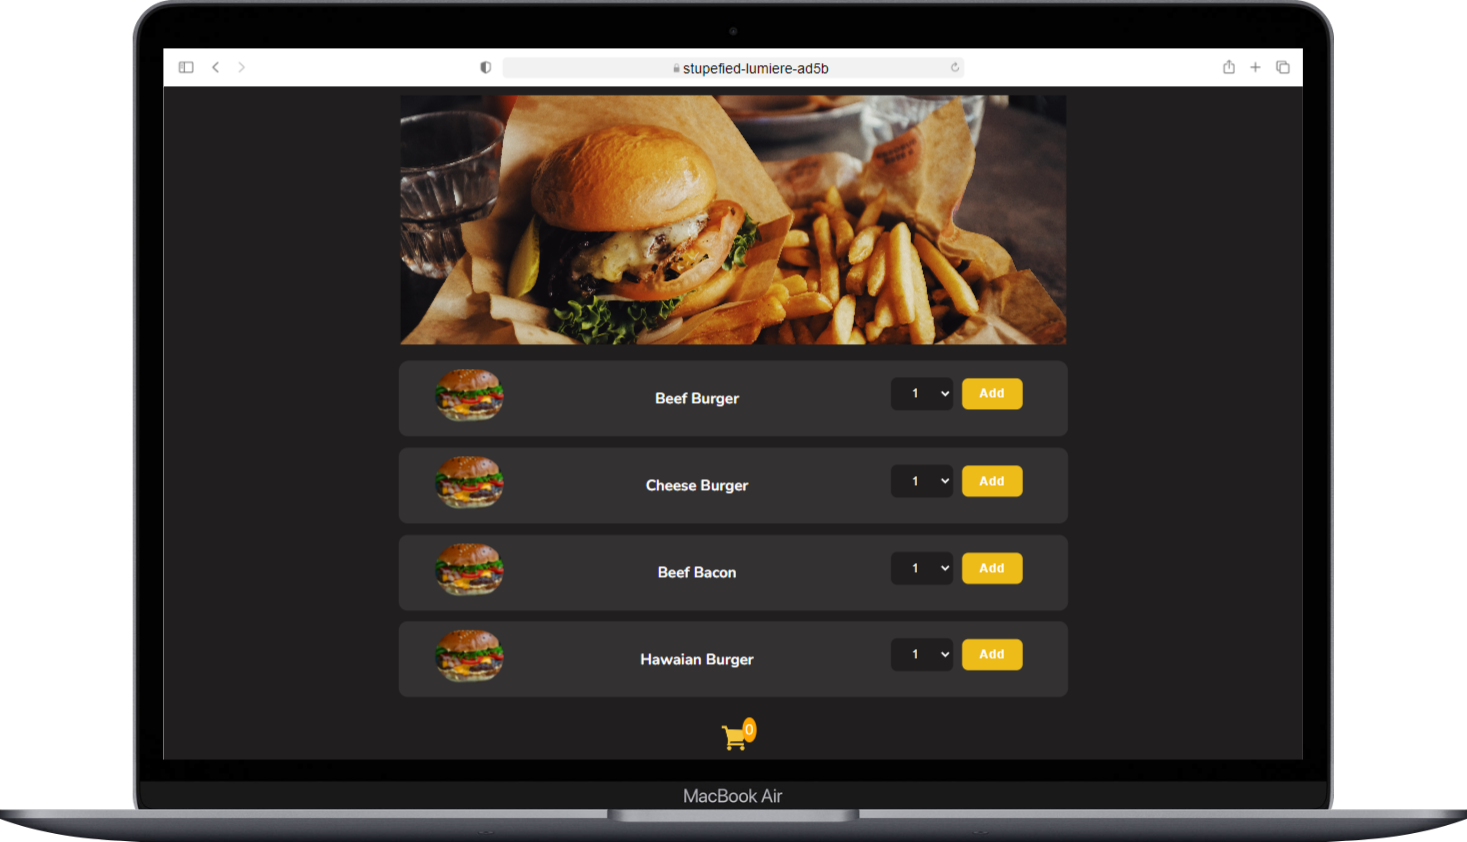 stupefied-lumiere-ad5b
Beef Burger
1
Add
Cheese Burger
1
Add
Beef Bacon
1
Add
Hawaian Burger
1
Add
0
MacBook Air